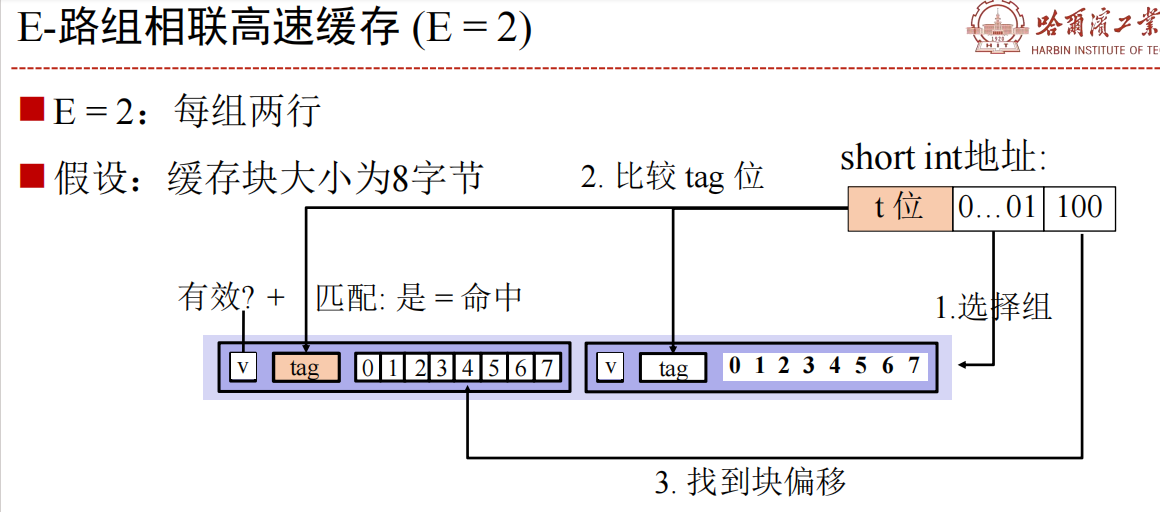 E-路组相联高速缓存 (E = 2)
哈爾濱工業
HARBIN INSTITUTE OF TE
HIT
E = 2：每组两行
假设：缓存块大小为8字节
2. 比较 tag 位
short int地址:
t 位 0…01 100
有效? + 匹配: 是 = 命中
1.选择组
v tag 0 1 2 3 4 5 6 7 v tag 0 1 2 3 4 5 6 7
3. 找到块偏移